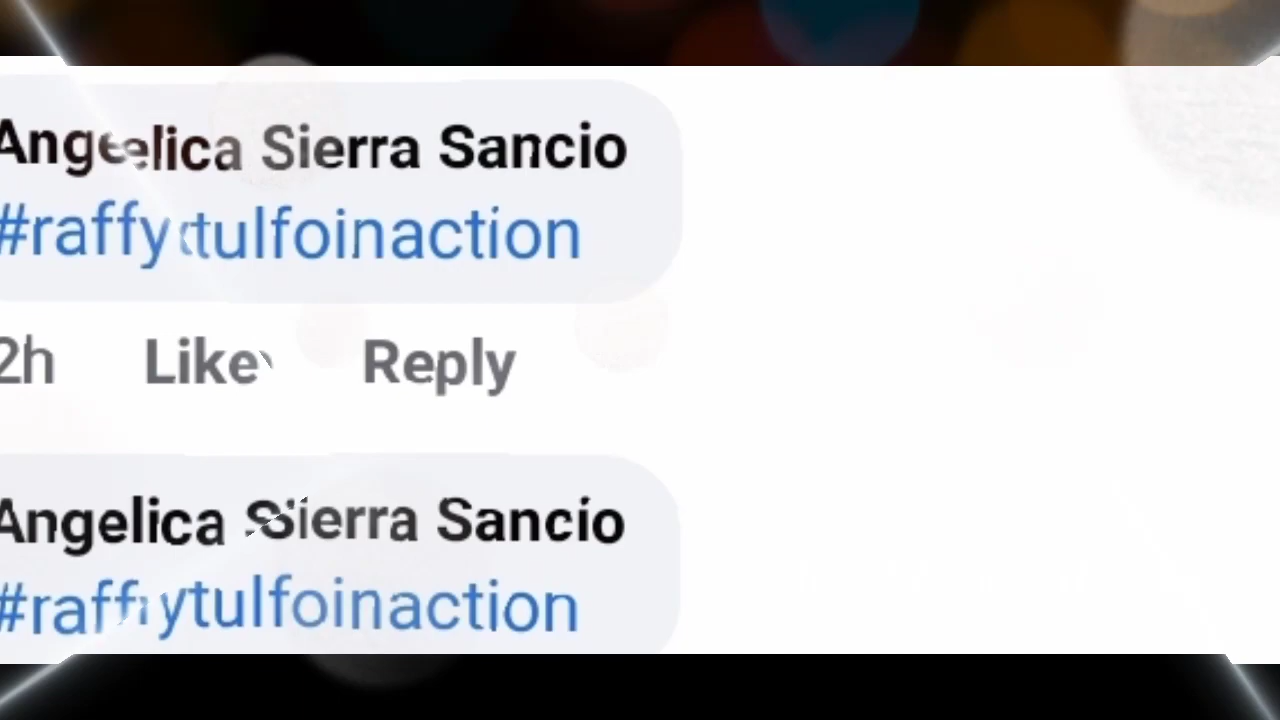 Angelica Sierra Sancio
#raffytulfoinaction
2h Like Reply
Angelica Sierra Sancio
#raffytulfoinaction